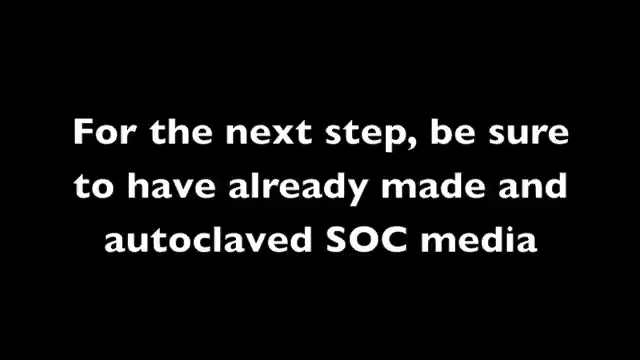 For the next step, be sure
to have already made and
autoclaved SOC media